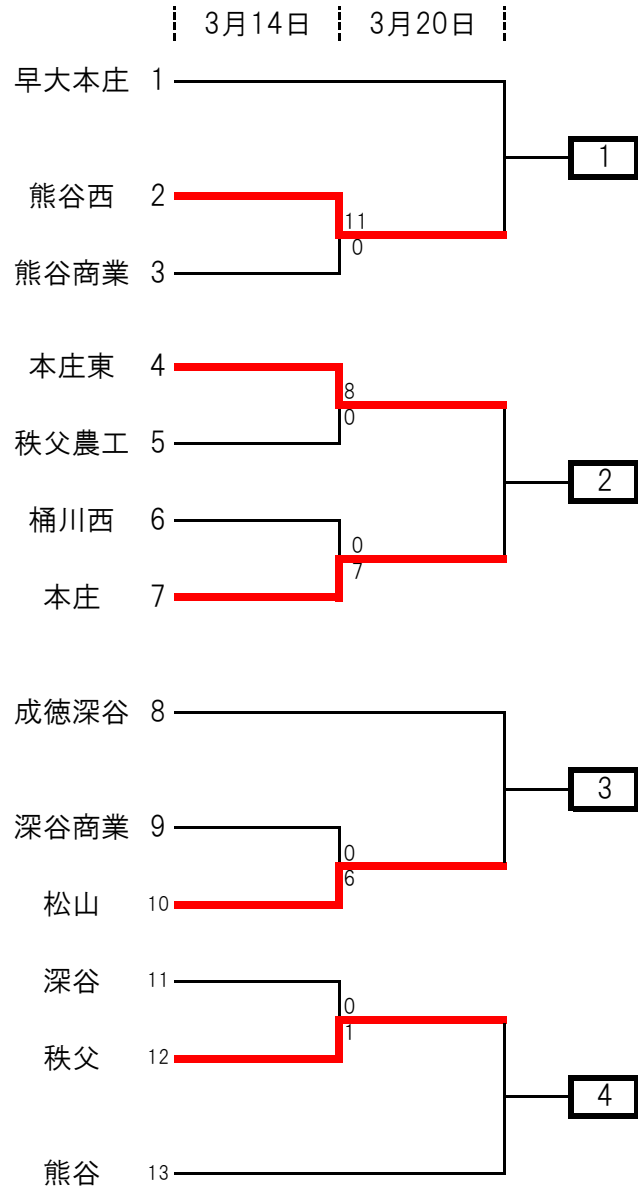 3月14日 3月20日
早大本庄 1
1
熊谷西 2
11
0
熊谷商業 3
本庄東 4
8
0
秩父農工 5
2
桶川西 6
0
7
本庄 7
成徳深谷 8
3
深谷商業 9
0
6
松山 10
深谷 11
0
1
秩父 12
4
熊谷 13